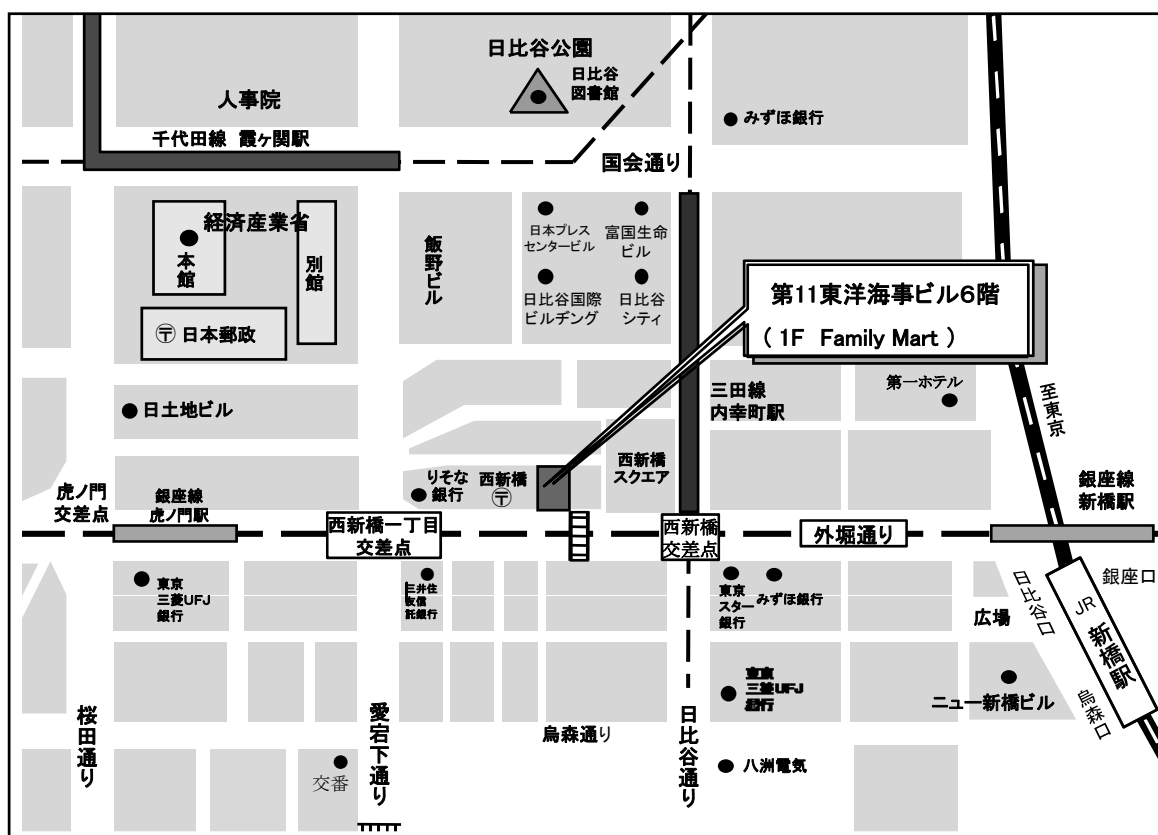 日比谷公園
日比谷
図書館
人事院
みずほ銀行
千代田線 霞ヶ関駅
国会通り
経済産業省
本館
別館
〒日本郵政
飯野ビル
日本プレス
センタービル
富国生命
ビル
日比谷国際
ビルヂング
日比谷
シティ
第11東洋海事ビル6階
( 1F Family Mart )
日土地ビル
三田線
内幸町駅
第一ホテル
至東京
りそな
銀行
西新橋
〒
西新橋
スクエア
虎ノ門
交差点
銀座線
虎ノ門駅
西新橋一丁目
交差点
西新橋
交差点
外堀通り
銀座線
新橋駅
東京
三菱UFJ
銀行
三井住
友信
託銀行
東京
スター
銀行
みずほ銀行
広場
日比谷口
銀座口
JR 新橋駅
烏森口
東京
三菱UFJ
銀行
ニュー新橋ビル
桜田通り
愛宕下通り
烏森通り
日比谷通り
交番
八洲電気